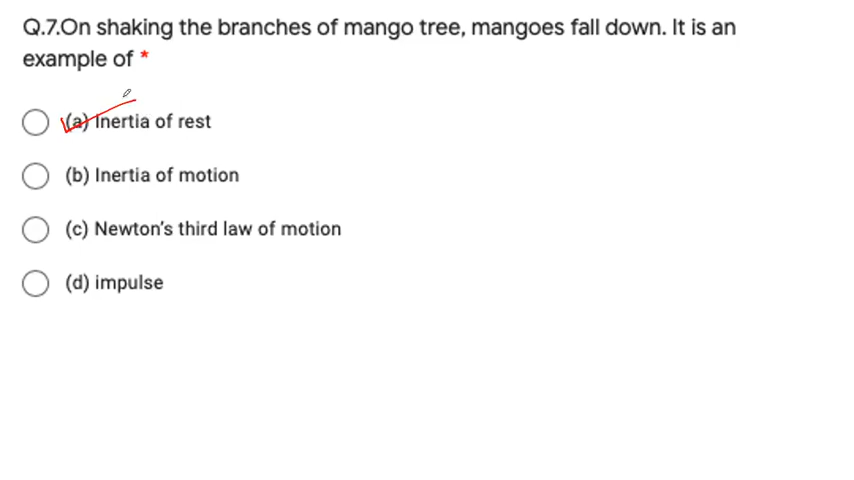 Q.7.On shaking the branches of mango tree, mangoes fall down. It is an
example of *
(a) Inertia of rest
(b) Inertia of motion
(c) Newton's third law of motion
(d) impulse